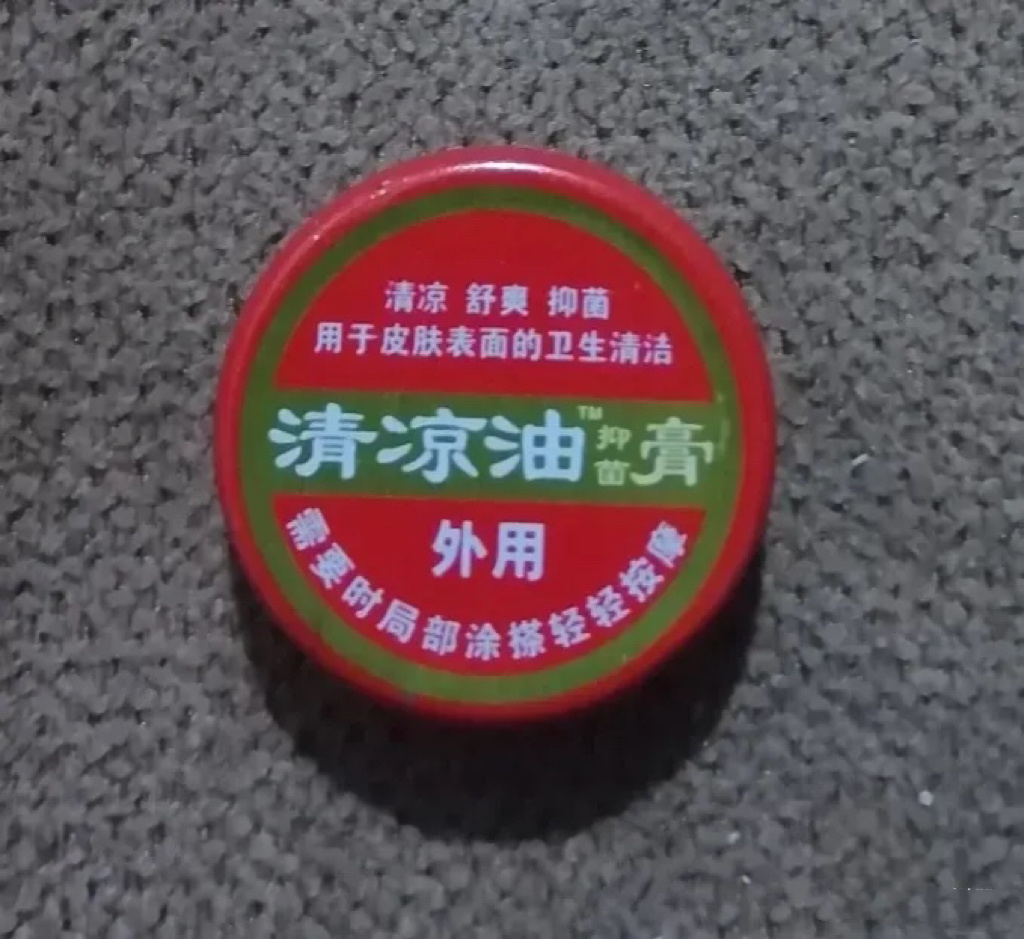 清凉 舒爽 抑菌
用于皮肤表面的卫生清洁
清凉油™抑菌膏
外用
需要时局部涂搽轻轻按摩